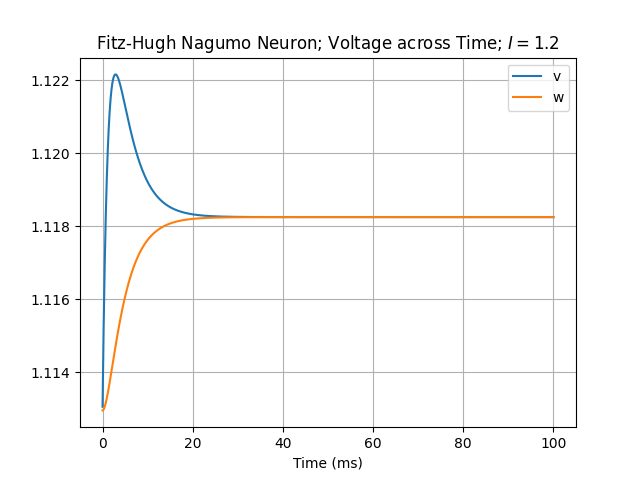 Fitz-Hugh Nagumo Neuron; Voltage across Time; I = 1.2
v
w
1.122
1.120
1.118
1.116
1.114
0 20 40 60 80 100
Time (ms)